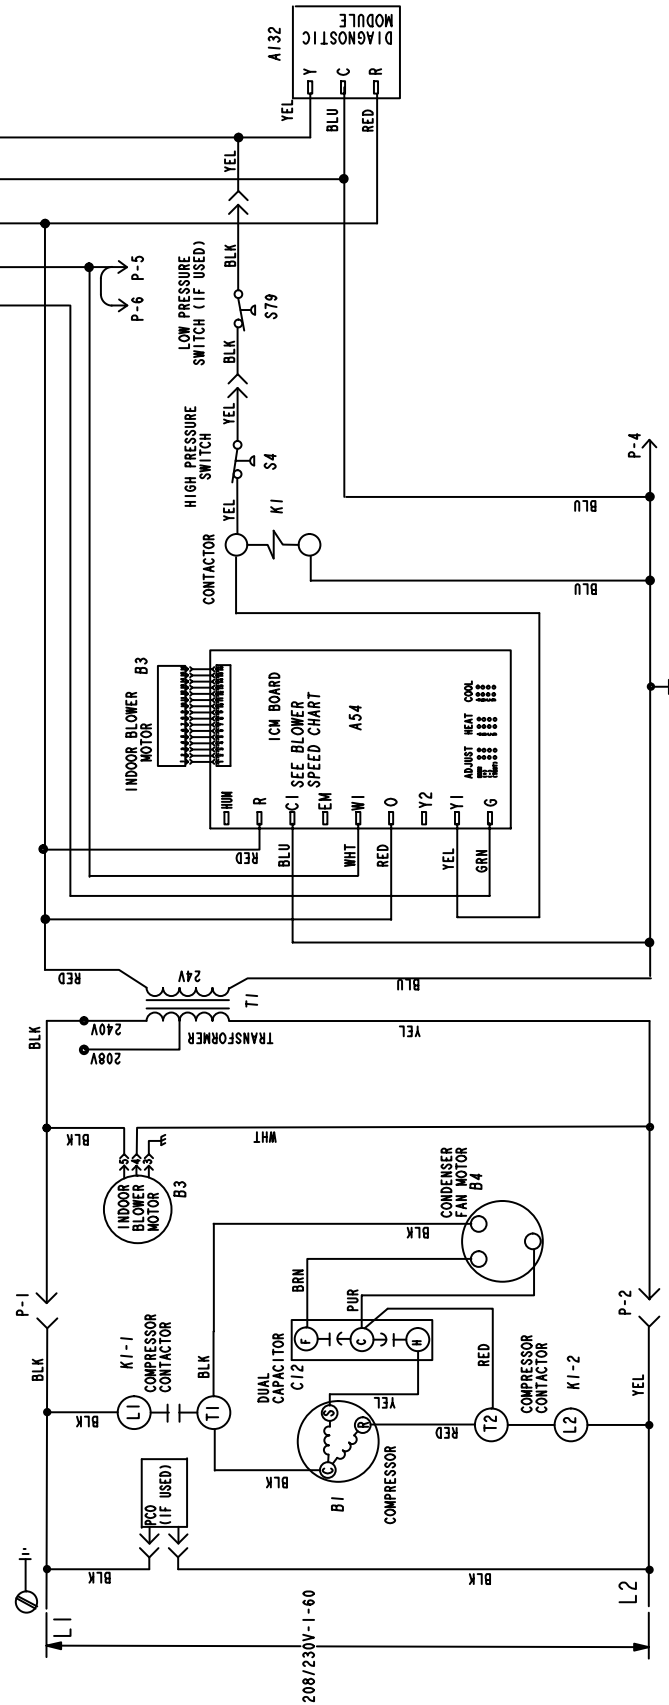 A132
DIAGNOSTIC
MODULE
Y
C
R
YEL
BLU
RED
YEL
BLK
P-5
P-6
LOW PRESSURE
SWITCH (IF USED)
S79
BLK
YEL
HIGH PRESSURE
SWITCH
S4
YEL
P-4
BLU
CONTACTOR
K1
BLU
INDOOR BLOWER
MOTOR
B3
ICM BOARD
SEE BLOWER
SPEED CHART
A54
ADJUST
HEAT
COOL
HUM
R
C1
EM
W1
O
Y2
Y1
G
RED
BLU
WHT
RED
YEL
GRN
RED
24V
BLU
T1
TRANSFORMER
240V
208V
BLK
YEL
BLK
WHT
5
4
3
INDOOR
BLOWER
MOTOR
B3
CONDENSER
FAN MOTOR
B4
BLK
P-1
P-2
BRN
PUR
BLK
K1-1
COMPRESSOR
CONTACTOR
BLK
L1
T1
BLK
DUAL
CAPACITOR
C12
F
C
H
YEL
RED
COMPRESSOR
CONTACTOR
K1-2
YEL
S
R
C
RED
T2
L2
BLK
B1
COMPRESSOR
PCO
(IF USED)
BLK
BLK
L1
L2
208/230V-1-60